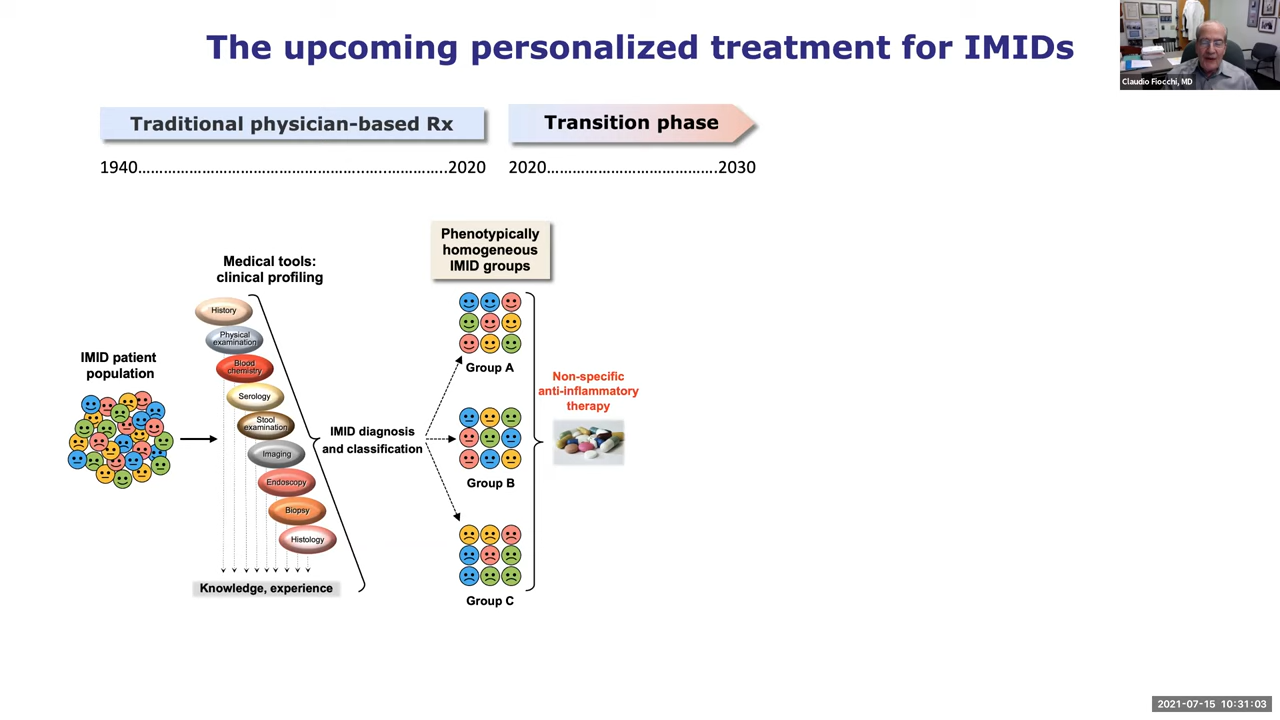 The upcoming personalized treatment for IMIDs
Claudio Fiocchi, MD
Traditional physician-based Rx
Transition phase
1940……………………………………………..…..…………..2020
2020………………………………….2030
Phenotypically
homogeneous
IMID groups
Medical tools:
clinical profiling
History
Physical
examination
Blood
chemistry
Serology
Stool
examination
Imaging
Endoscopy
Biopsy
Histology
Knowledge, experience
IMID patient
population
IMID diagnosis
and classification
Group A
Group B
Group C
Non-specific
anti-inflammatory
therapy
2021-07-15 10:31:03